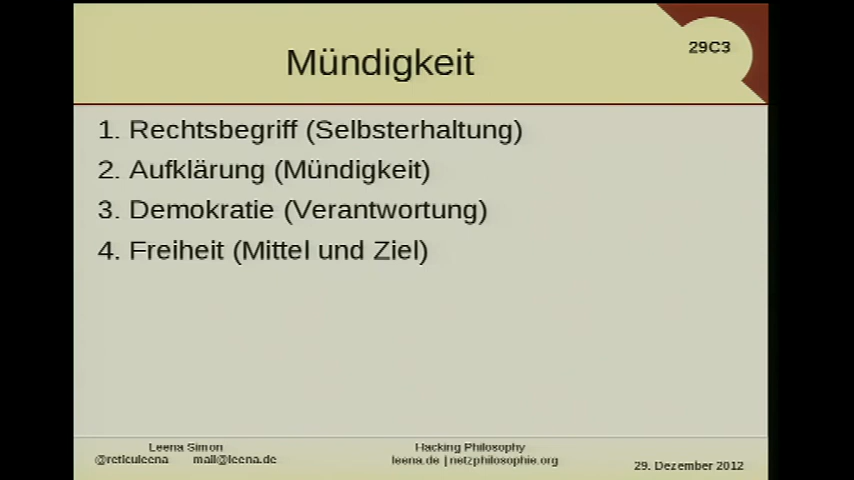 Mündigkeit
29C3
1. Rechtsbegriff (Selbsterhaltung)
2. Aufklärung (Mündigkeit)
3. Demokratie (Verantwortung)
4. Freiheit (Mittel und Ziel)
Leena Simon
@reticuleena mail@leena.de
Hacking Philosophy
leena.de | netzphilosophie.org
29. Dezember 2012